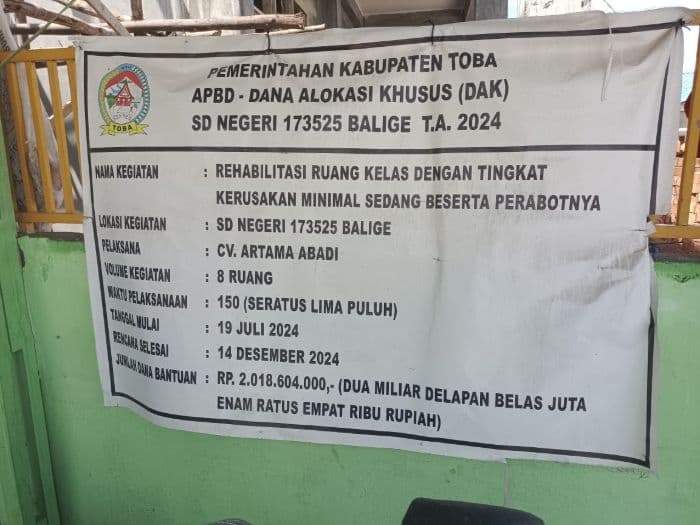 PEMERINTAHAN KABUPATEN TOBA
APBD - DANA ALOKASI KHUSUS (DAK)
SD NEGERI 173525 BALIGE T.A. 2024
TOBA
NAMA KEGIATAN : REHABILITASI RUANG KELAS DENGAN TINGKAT
KERUSAKAN MINIMAL SEDANG BESERTA PERABOTNYA
LOKASI KEGIATAN : SD NEGERI 173525 BALIGE
PELAKSANA : CV. ARTAMA ABADI
VOLUME KEGIATAN : 8 RUANG
WAKTU PELAKSANAAN : 150 (SERATUS LIMA PULUH)
TANGGAL MULAI : 19 JULI 2024
RENCANA SELESAI : 14 DESEMBER 2024
JUMLAH DANA BANTUAN : RP. 2.018.604.000,- (DUA MILIAR DELAPAN BELAS JUTA
ENAM RATUS EMPAT RIBU RUPIAH)